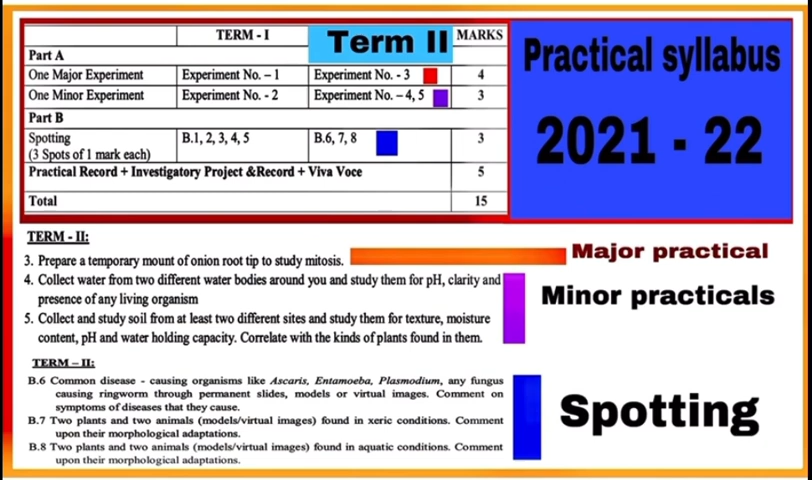 TERM - I Term II MARKS
Part A
One Major Experiment Experiment No. – 1 Experiment No. - 3 4
One Minor Experiment Experiment No. - 2 Experiment No. – 4, 5 3
Part B
Spotting B.1, 2, 3, 4, 5 B.6, 7, 8 3
(3 Spots of 1 mark each)
Practical Record + Investigatory Project &Record + Viva Voce 5
Total 15
Practical syllabus
2021 - 22
TERM - II:
3. Prepare a temporary mount of onion root tip to study mitosis.
Major practical
4. Collect water from two different water bodies around you and study them for pH, clarity and
presence of any living organism
Minor practicals
5. Collect and study soil from at least two different sites and study them for texture, moisture
content, pH and water holding capacity. Correlate with the kinds of plants found in them.
TERM – II:
B.6 Common disease - causing organisms like Ascaris, Entamoeba, Plasmodium, any fungus
causing ringworm through permanent slides, models or virtual images. Comment on
symptoms of diseases that they cause.
B.7 Two plants and two animals (models/virtual images) found in xeric conditions. Comment
upon their morphological adaptations.
B.8 Two plants and two animals (models/virtual images) found in aquatic conditions. Comment
upon their morphological adaptations.
Spotting